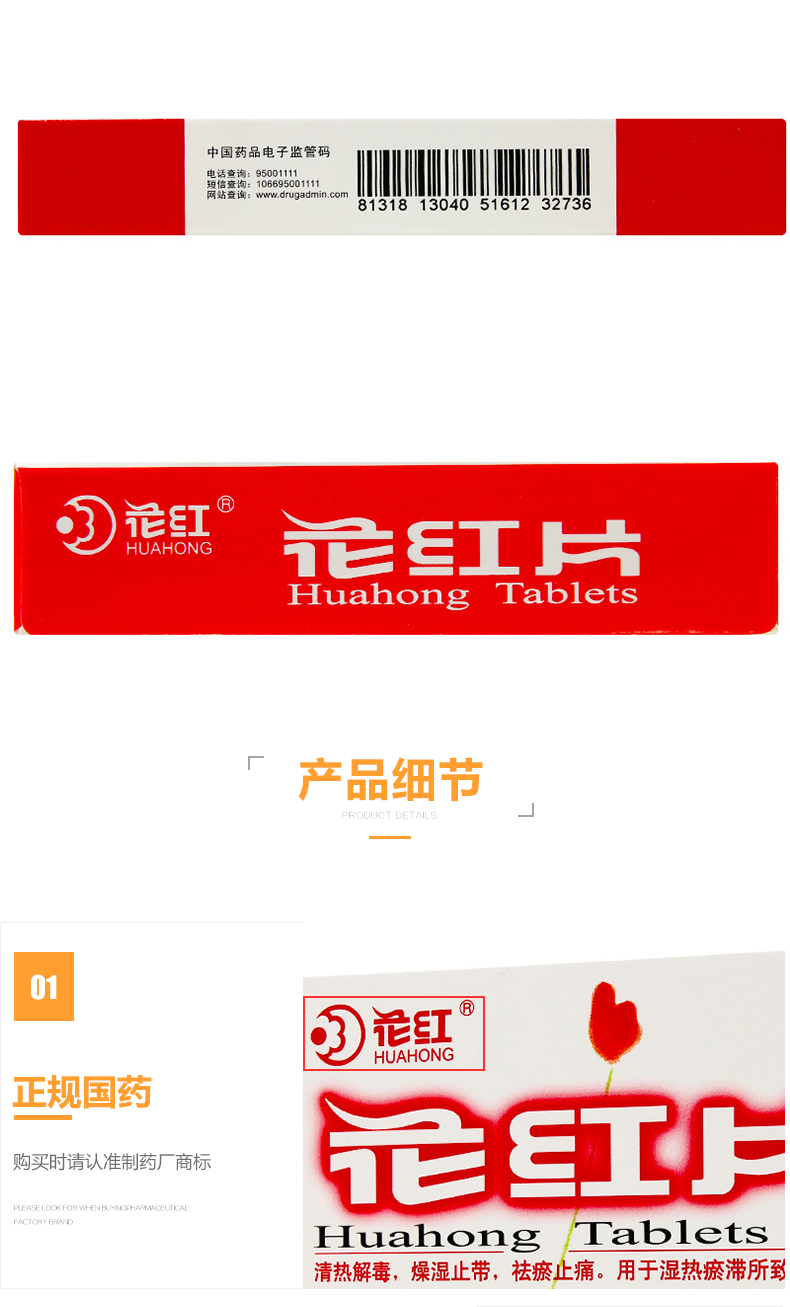 中国药品电子监管码
电话查询：95001111
短信查询：106695001111
网站查询：www.drugadmin.com
81318 13040 51612 32736
花红®
HUAHONG
花红片
Huahong Tablets
产品细节
PRODUCT DETAILS
01
正规国药
购买时请认准制药厂商标
PLEASE LOOK FOR WHEN BUYINGPHARMACEUTICAL
FACTORY BRAND
花红®
HUAHONG
花红片
Huahong Tablets
清热解毒，燥湿止带，祛瘀止痛。用于湿热瘀滞所致